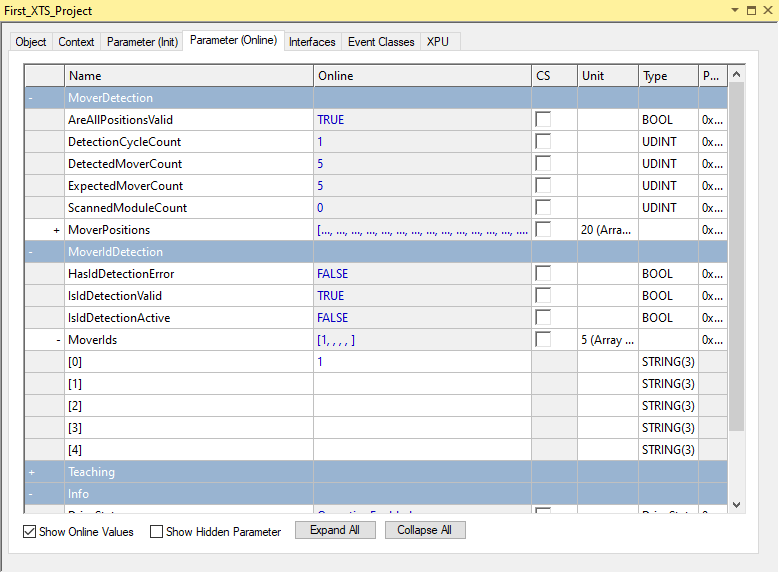 First_XTS_Project
Object Context Parameter (Init) Parameter (Online) Interfaces Event Classes XPU
Name Online CS Unit Type P...
- MoverDetection
AreAllPositionsValid TRUE BOOL 0x...
DetectionCycleCount 1 UDINT 0x...
DetectedMoverCount 5 UDINT 0x...
ExpectedMoverCount 5 UDINT 0x...
ScannedModuleCount 0 UDINT 0x...
+ MoverPositions [..., ..., ..., ..., ..., ..., ..., ..., ..., ..., ..., ..., ..., .... 20 (Arra... 0x...
- MoverIdDetection
HasIdDetectionError FALSE BOOL 0x...
IsIdDetectionValid TRUE BOOL 0x...
IsIdDetectionActive FALSE BOOL 0x...
- MoverIds [1, , , , ] 5 (Array ... 0x...
[0] 1 STRING(3)
[1] STRING(3)
[2] STRING(3)
[3] STRING(3)
[4] STRING(3)
+ Teaching
- Info
Show Online Values Show Hidden Parameter Expand All Collapse All